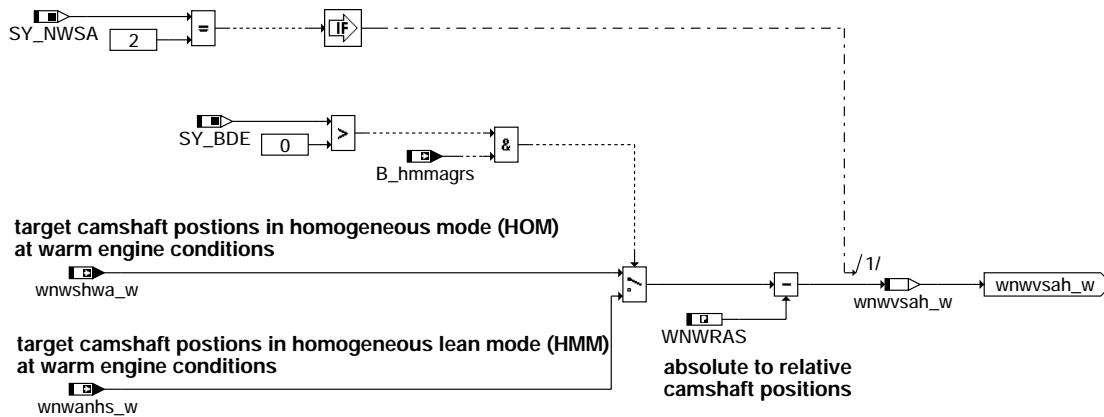 SY_NWSA
2
=
IF
SY_BDE
0
>
&
B_hmmagrs
target camshaft postions in homogeneous mode (HOM)
at warm engine conditions
wnwshwa_w
/1/
-
wnwvsah_w
wnwvsah_w
WNWRAS
target camshaft postions in homogeneous lean mode (HMM)
at warm engine conditions
absolute to relative
camshaft positions
wnwanhs_w